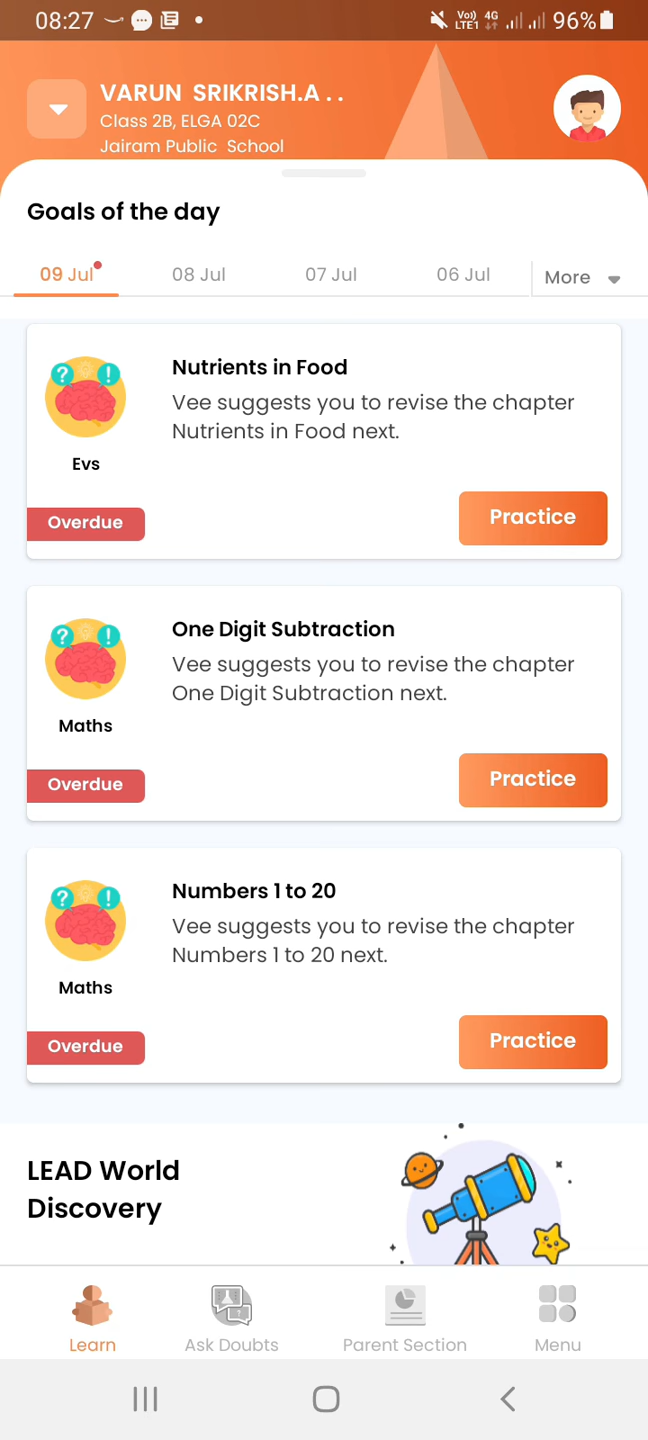 08:27
Vo)) 4G
LTE1
96%
VARUN SRIKRISH.A . .
Class 2B, ELGA 02C
Jairam Public School
Goals of the day
09 Jul 08 Jul 07 Jul 06 Jul More
? !
Nutrients in Food
Vee suggests you to revise the chapter
Nutrients in Food next.
Evs
Overdue
Practice
? !
One Digit Subtraction
Vee suggests you to revise the chapter
One Digit Subtraction next.
Maths
Overdue
Practice
? !
Numbers 1 to 20
Vee suggests you to revise the chapter
Numbers 1 to 20 next.
Maths
Overdue
Practice
LEAD World
Discovery
Learn Ask Doubts Parent Section Menu